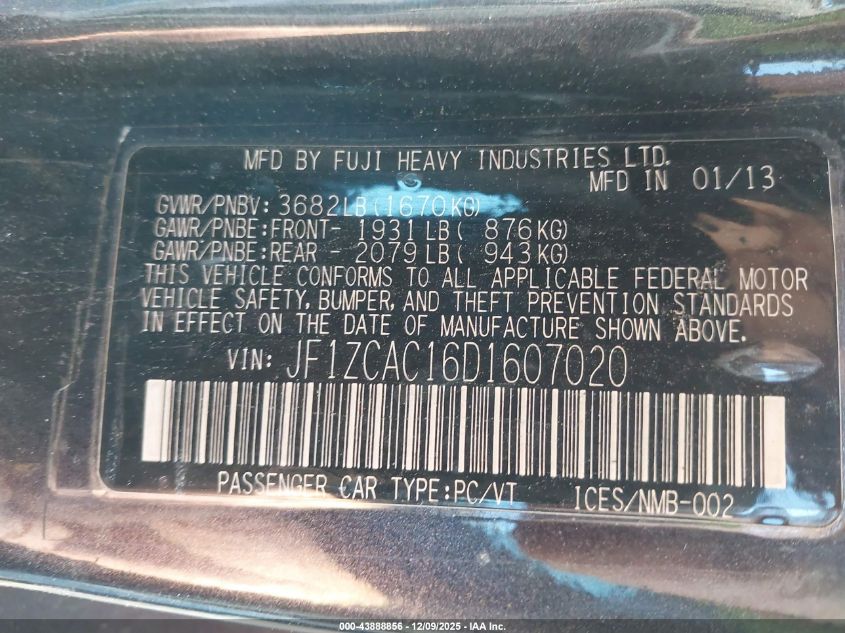 MFD BY FUJI HEAVY INDUSTRIES LTD.
MFD IN 01/13
GVWR/PNBV: 3682LB(1670KG)
GAWR/PNBE:FRONT- 1931LB( 876KG)
GAWR/PNBE:REAR - 2079LB( 943KG)
THIS VEHICLE CONFORMS TO ALL APPLICABLE FEDERAL MOTOR
VEHICLE SAFETY, BUMPER, AND THEFT PREVENTION STANDARDS
IN EFFECT ON THE DATE OF MANUFACTURE SHOWN ABOVE.
VIN: JF1ZCAC16D1607020
PASSENGER CAR TYPE:PC/VT ICES/NMB-002
000-43888856 - 12/09/2025 - IAA Inc.